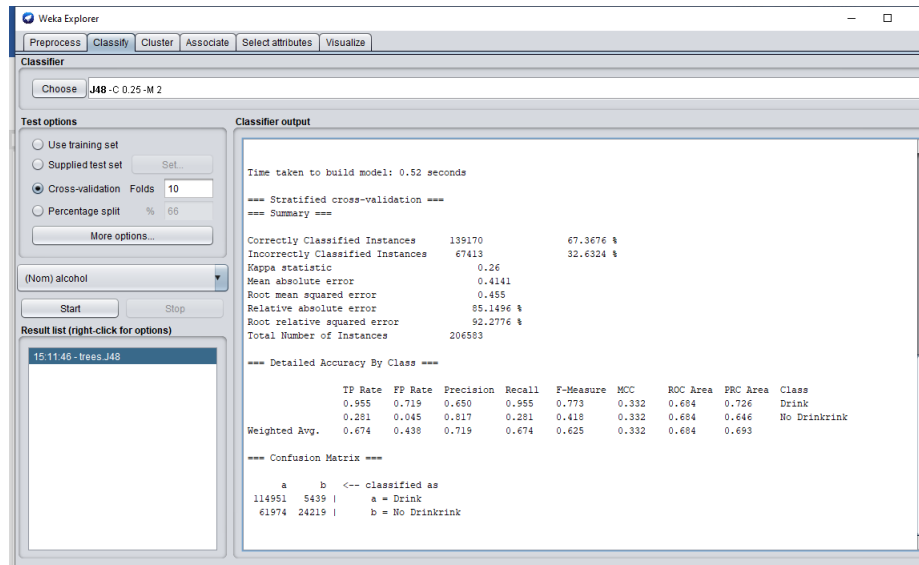 Weka Explorer
Preprocess Classify Cluster Associate Select attributes Visualize
Classifier
Choose J48 -C 0.25 -M 2
Test options
Use training set
Supplied test set Set...
Cross-validation Folds 10
Percentage split % 66
More options...
(Nom) alcohol
Start Stop
Result list (right-click for options)
15:11:46 - trees.J48
Classifier output
Time taken to build model: 0.52 seconds
=== Stratified cross-validation ===
=== Summary ===
Correctly Classified Instances 139170 67.3676 %
Incorrectly Classified Instances 67413 32.6324 %
Kappa statistic 0.26
Mean absolute error 0.4141
Root mean squared error 0.455
Relative absolute error 85.1496 %
Root relative squared error 92.2776 %
Total Number of Instances 206583
=== Detailed Accuracy By Class ===
TP Rate FP Rate Precision Recall F-Measure MCC ROC Area PRC Area Class
0.955 0.719 0.650 0.955 0.773 0.332 0.684 0.726 Drink
0.281 0.045 0.817 0.281 0.418 0.332 0.684 0.646 No Drinkrink
Weighted Avg. 0.674 0.438 0.719 0.674 0.625 0.332 0.684 0.693
=== Confusion Matrix ===
a b <-- classified as
114951 5439 | a = Drink
61974 24219 | b = No Drinkrink